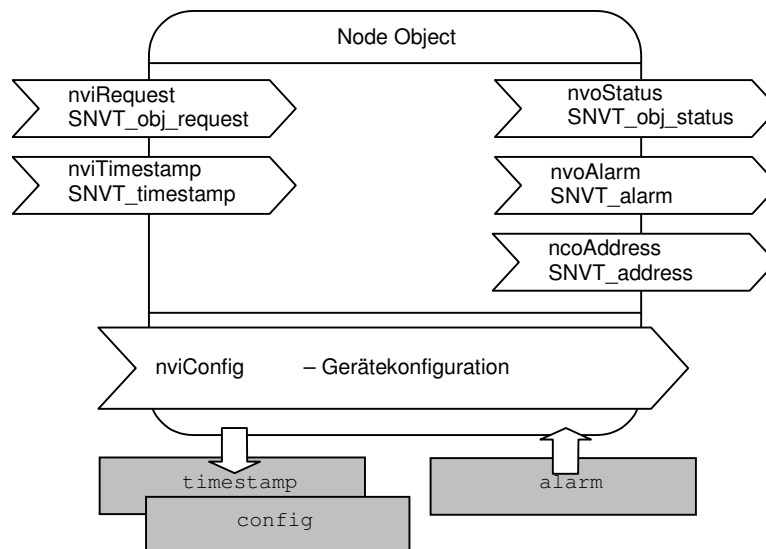 Node Object
nviRequest
SNVT_obj_request
nvoStatus
SNVT_obj_status
nviTimestamp
SNVT_timestamp
nvoAlarm
SNVT_alarm
ncoAddress
SNVT_address
nviConfig – Gerätekonfiguration
timestamp
alarm
config